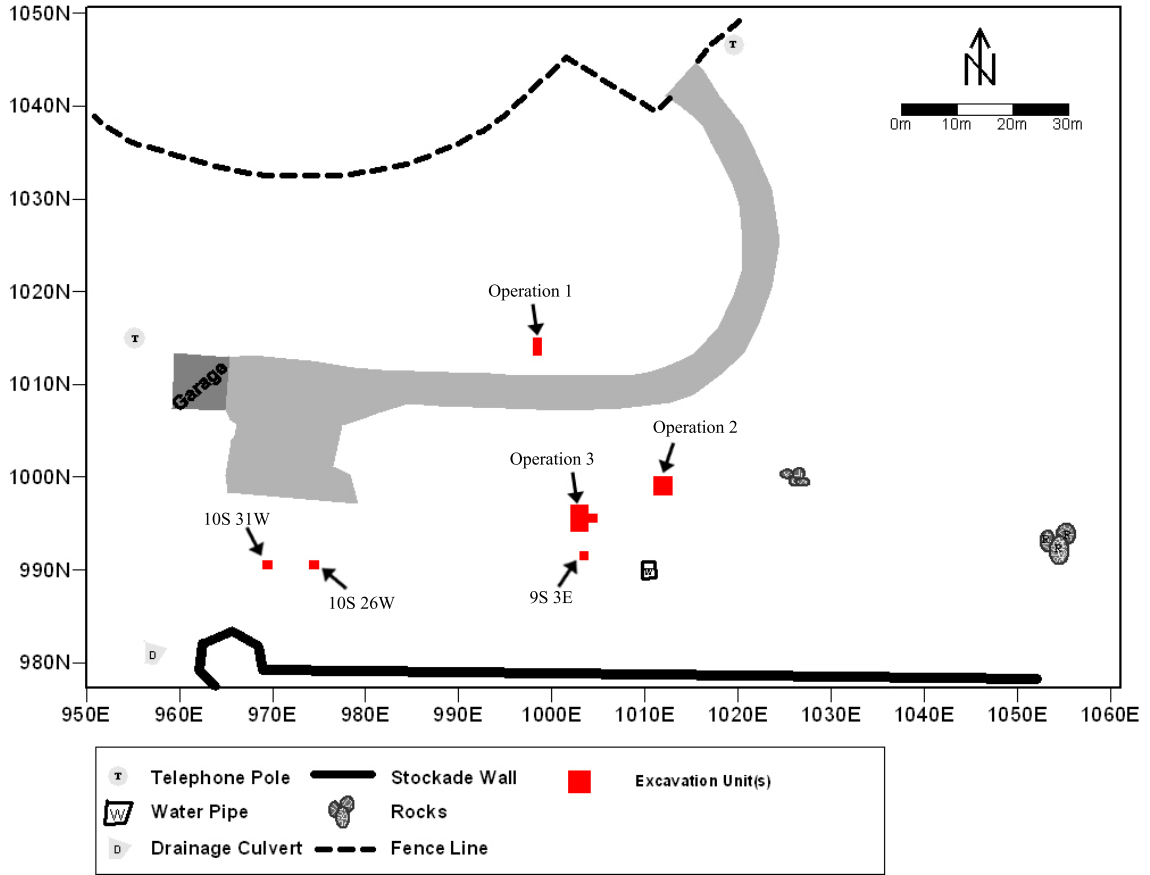 1050N
T
N
1040N
0m 10m 20m 30m
1030N
1020N
Operation 1
T
1010N
Garage
Operation 2
Operation 3
1000N
10S 31W
R R
R
990N
W
9S 3E
10S 26W
D
980N
950E 960E 970E 980E 990E 1000E 1010E 1020E 1030E 1040E 1050E 1060E
T Telephone Pole Stockade Wall Excavation Unit(s)
W Water Pipe Rocks
D Drainage Culvert Fence Line